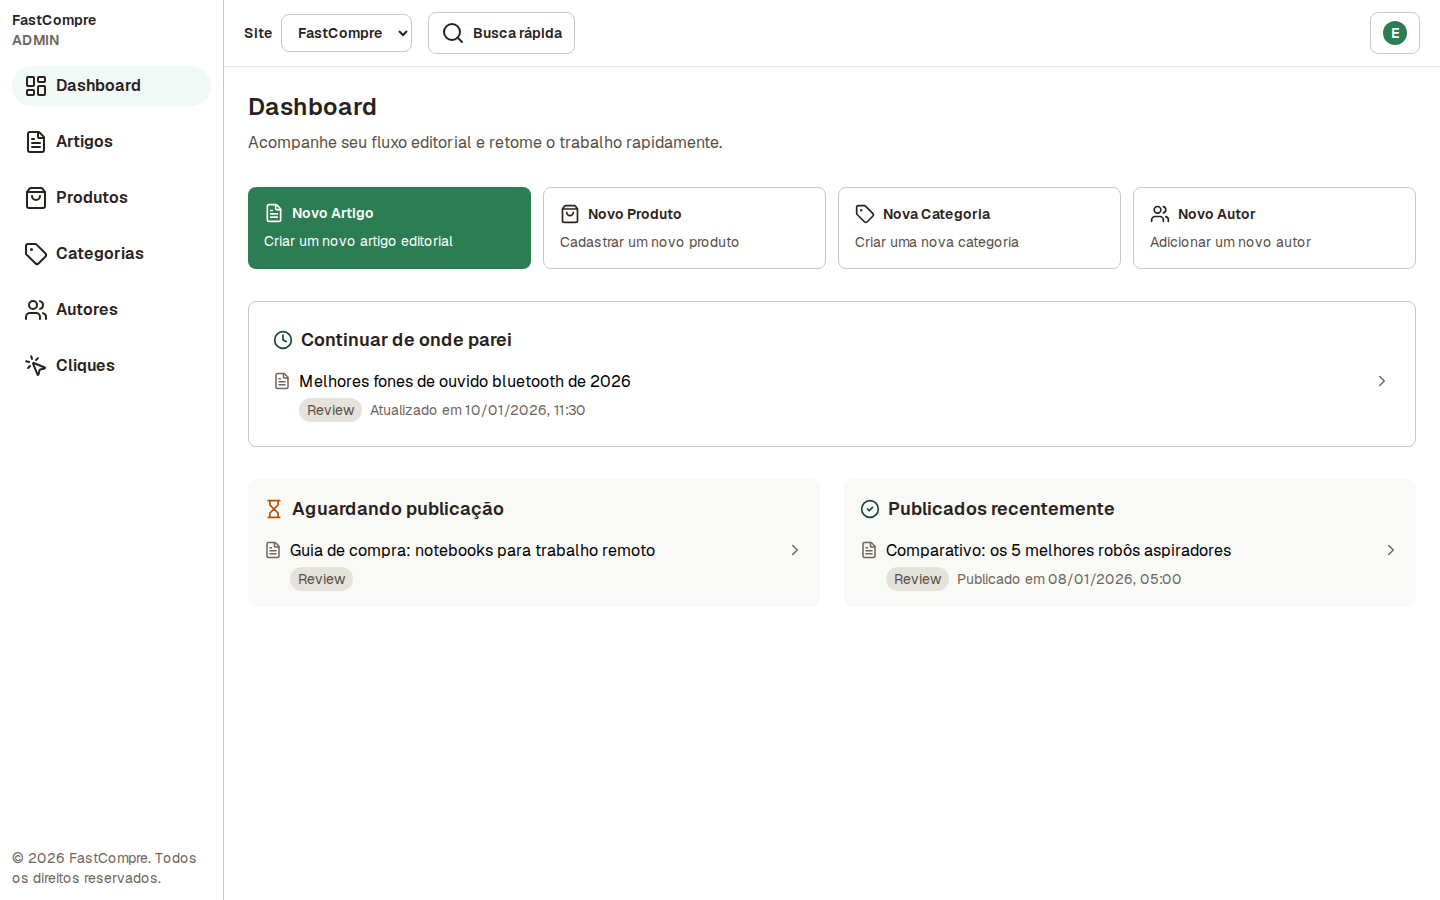 FastCompre
ADMIN
Dashboard
Artigos
Produtos
Categorias
Autores
Cliques
© 2026 FastCompre. Todos
os direitos reservados.
Site
FastCompre
Busca rápida
E
Dashboard
Acompanhe seu fluxo editorial e retome o trabalho rapidamente.
Novo Artigo
Criar um novo artigo editorial
Novo Produto
Cadastrar um novo produto
Nova Categoria
Criar uma nova categoria
Novo Autor
Adicionar um novo autor
Continuar de onde parei
Melhores fones de ouvido bluetooth de 2026
Review Atualizado em 10/01/2026, 11:30
Aguardando publicação
Guia de compra: notebooks para trabalho remoto
Review
Publicados recentemente
Comparativo: os 5 melhores robôs aspiradores
Review Publicado em 08/01/2026, 05:00